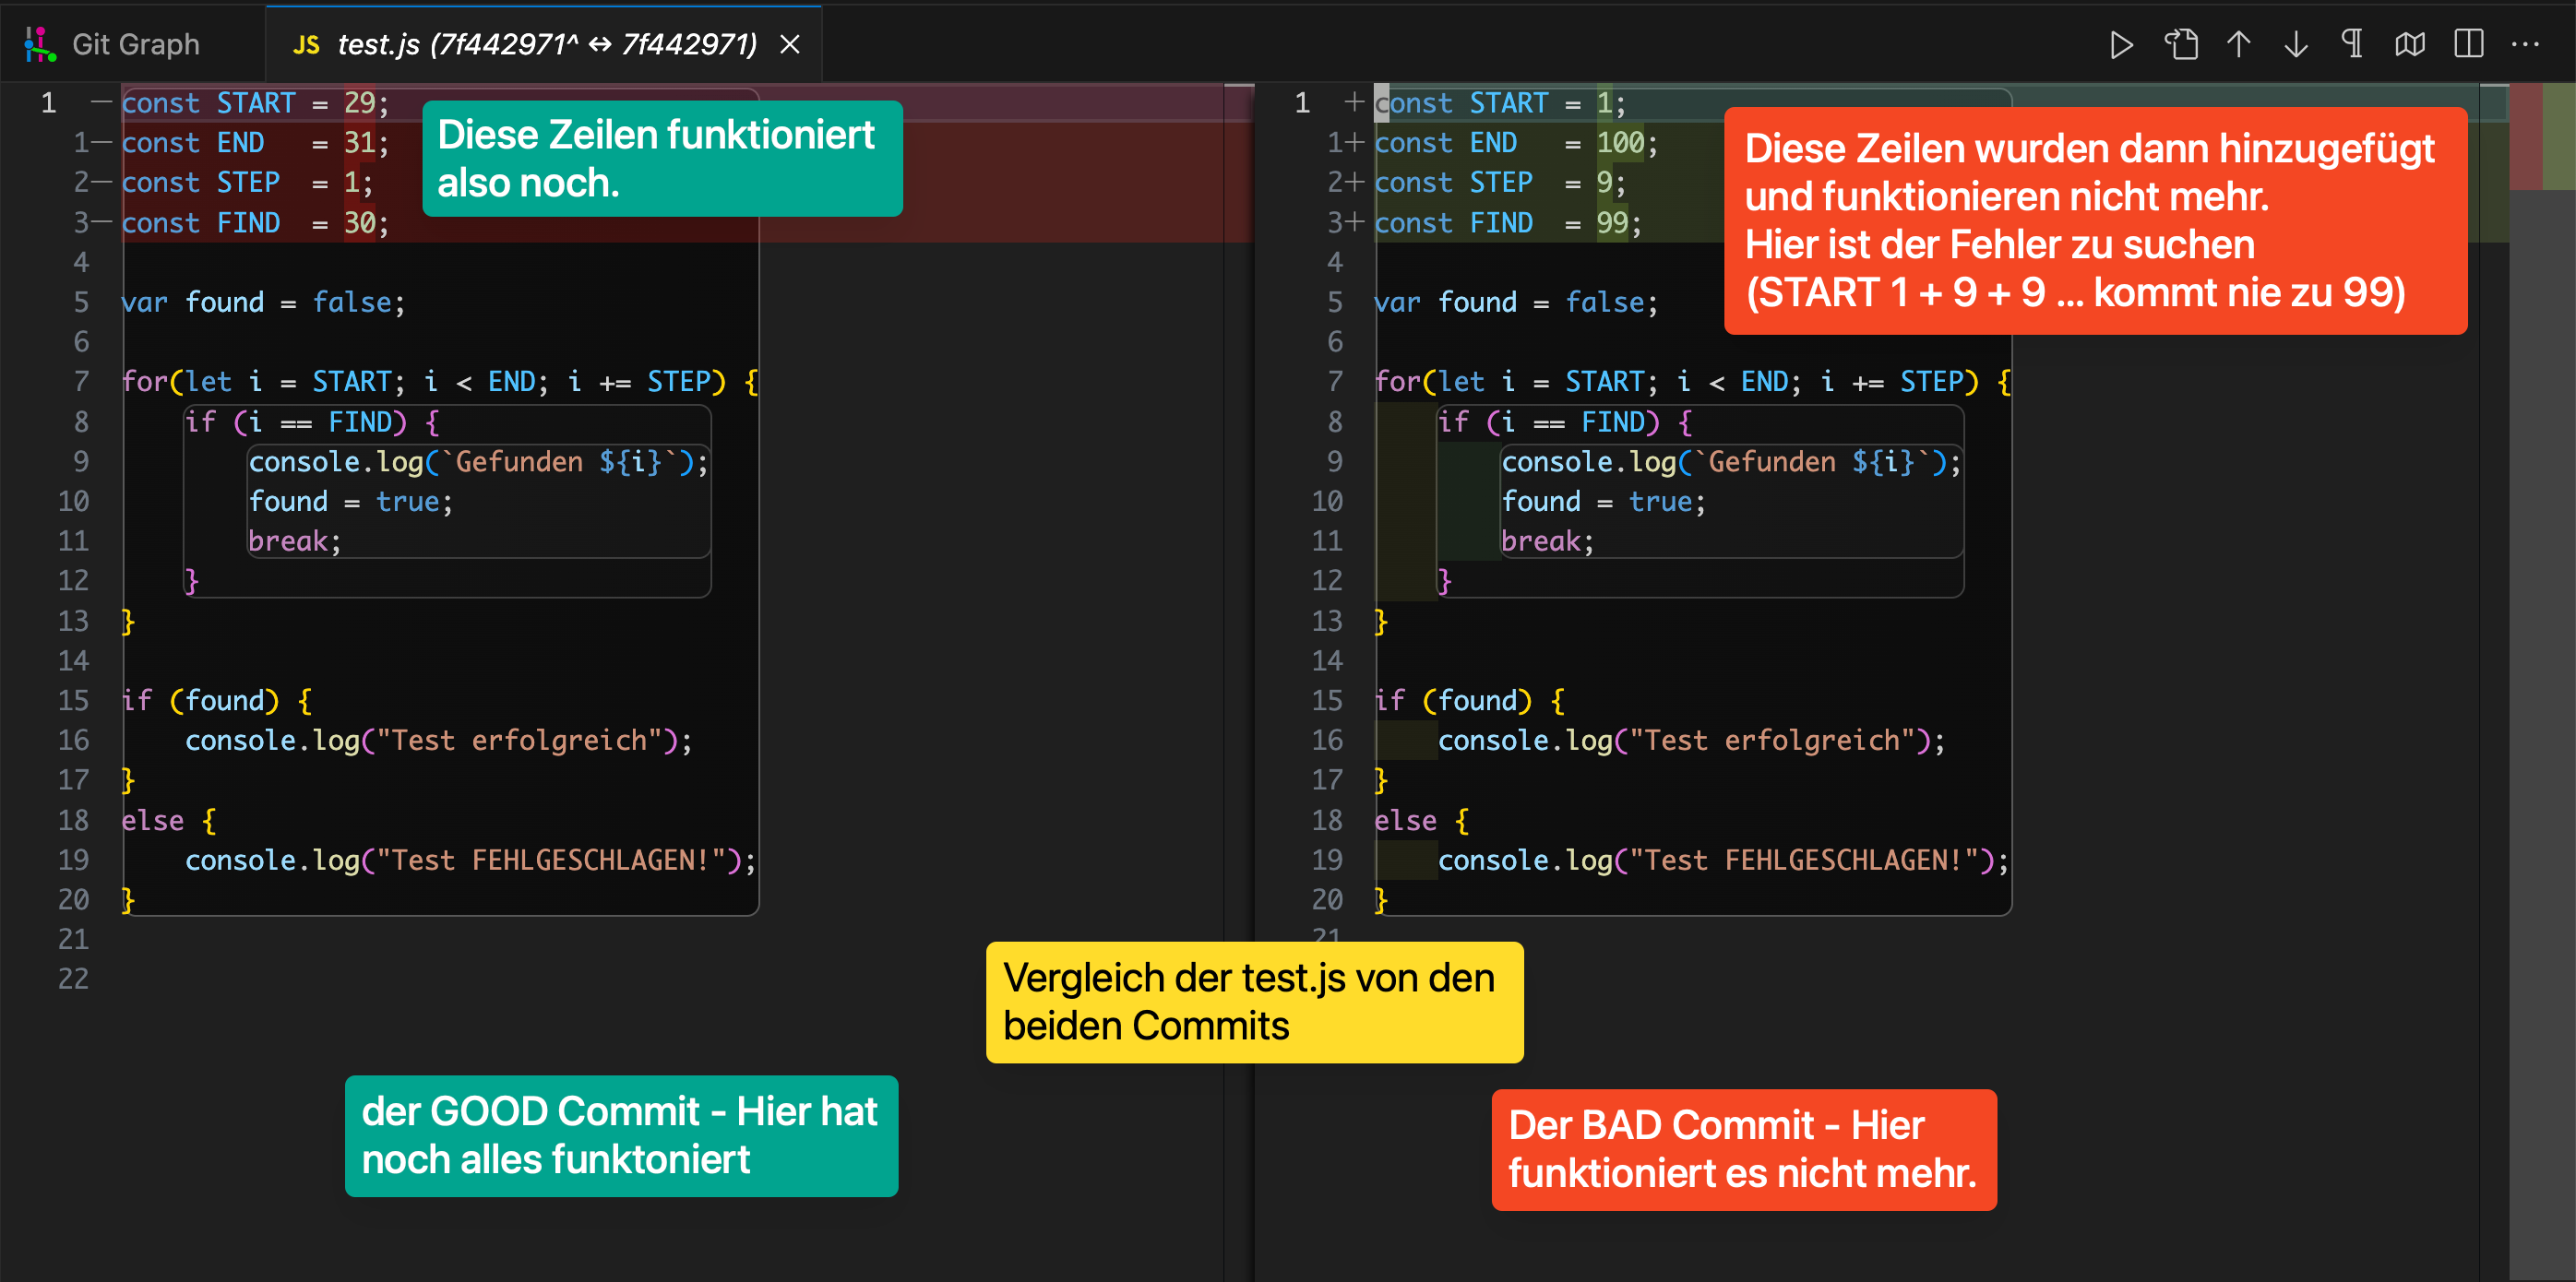 Git Graph
JS test.js (7f442971^ ↔ 7f442971)
1 — const START = 29;
1— const END   = 31;
2— const STEP  = 1;
3— const FIND  = 30;
4
5 var found = false;
6
7 for(let i = START; i < END; i += STEP) {
8     if (i == FIND) {
9         console.log(`Gefunden ${i}`);
10         found = true;
11         break;
12     }
13 }
14
15 if (found) {
16     console.log("Test erfolgreich");
17 }
18 else {
19     console.log("Test FEHLGESCHLAGEN!");
20 }
21
22
Diese Zeilen funktioniert
also noch.
der GOOD Commit - Hier hat
noch alles funktoniert
1 + const START = 1;
1+ const END   = 100;
2+ const STEP  = 9;
3+ const FIND  = 99;
4
5 var found = false;
6
7 for(let i = START; i < END; i += STEP) {
8     if (i == FIND) {
9         console.log(`Gefunden ${i}`);
10         found = true;
11         break;
12     }
13 }
14
15 if (found) {
16     console.log("Test erfolgreich");
17 }
18 else {
19     console.log("Test FEHLGESCHLAGEN!");
20 }
21
Diese Zeilen wurden dann hinzugefügt
und funktionieren nicht mehr.
Hier ist der Fehler zu suchen
(START 1 + 9 + 9 ... kommt nie zu 99)
Vergleich der test.js von den
beiden Commits
Der BAD Commit - Hier
funktioniert es nicht mehr.